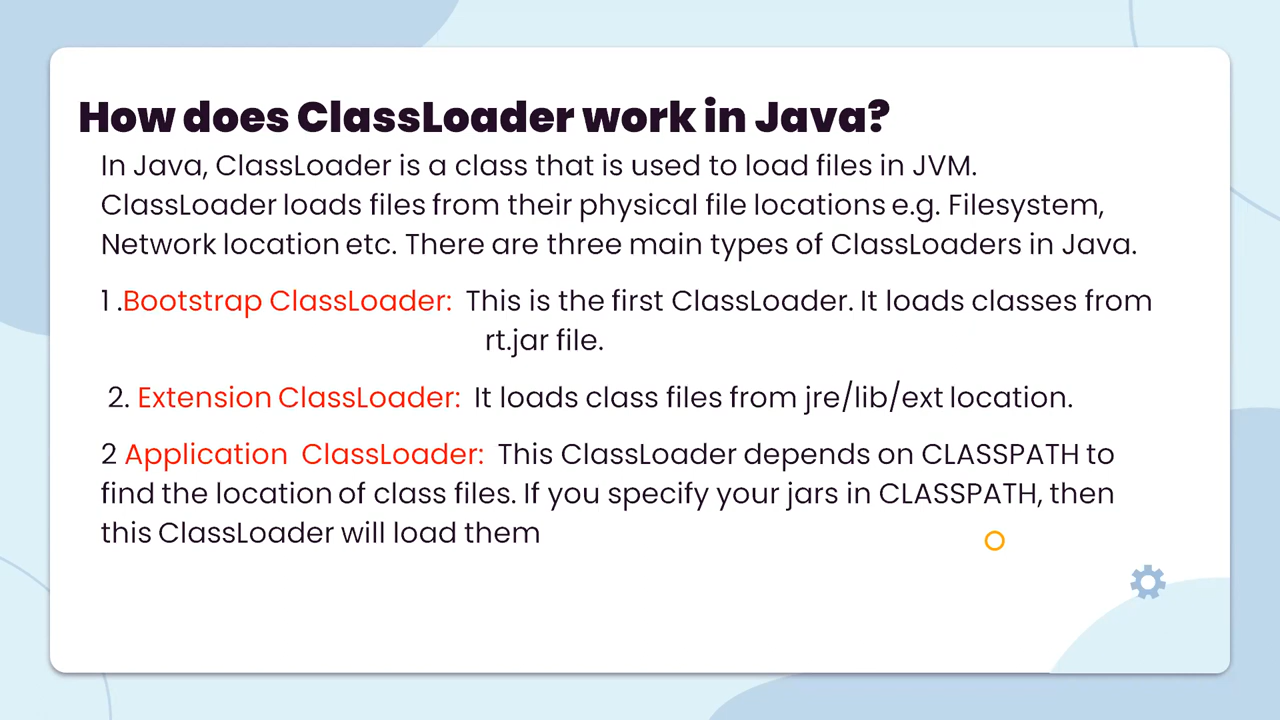 How does ClassLoader work in Java?
In Java, ClassLoader is a class that is used to load files in JVM.
ClassLoader loads files from their physical file locations e.g. Filesystem,
Network location etc. There are three main types of ClassLoaders in Java.
1 .Bootstrap ClassLoader: This is the first ClassLoader. It loads classes from
rt.jar file.
2. Extension ClassLoader: It loads class files from jre/lib/ext location.
2 Application ClassLoader: This ClassLoader depends on CLASSPATH to
find the location of class files. If you specify your jars in CLASSPATH, then
this ClassLoader will load them